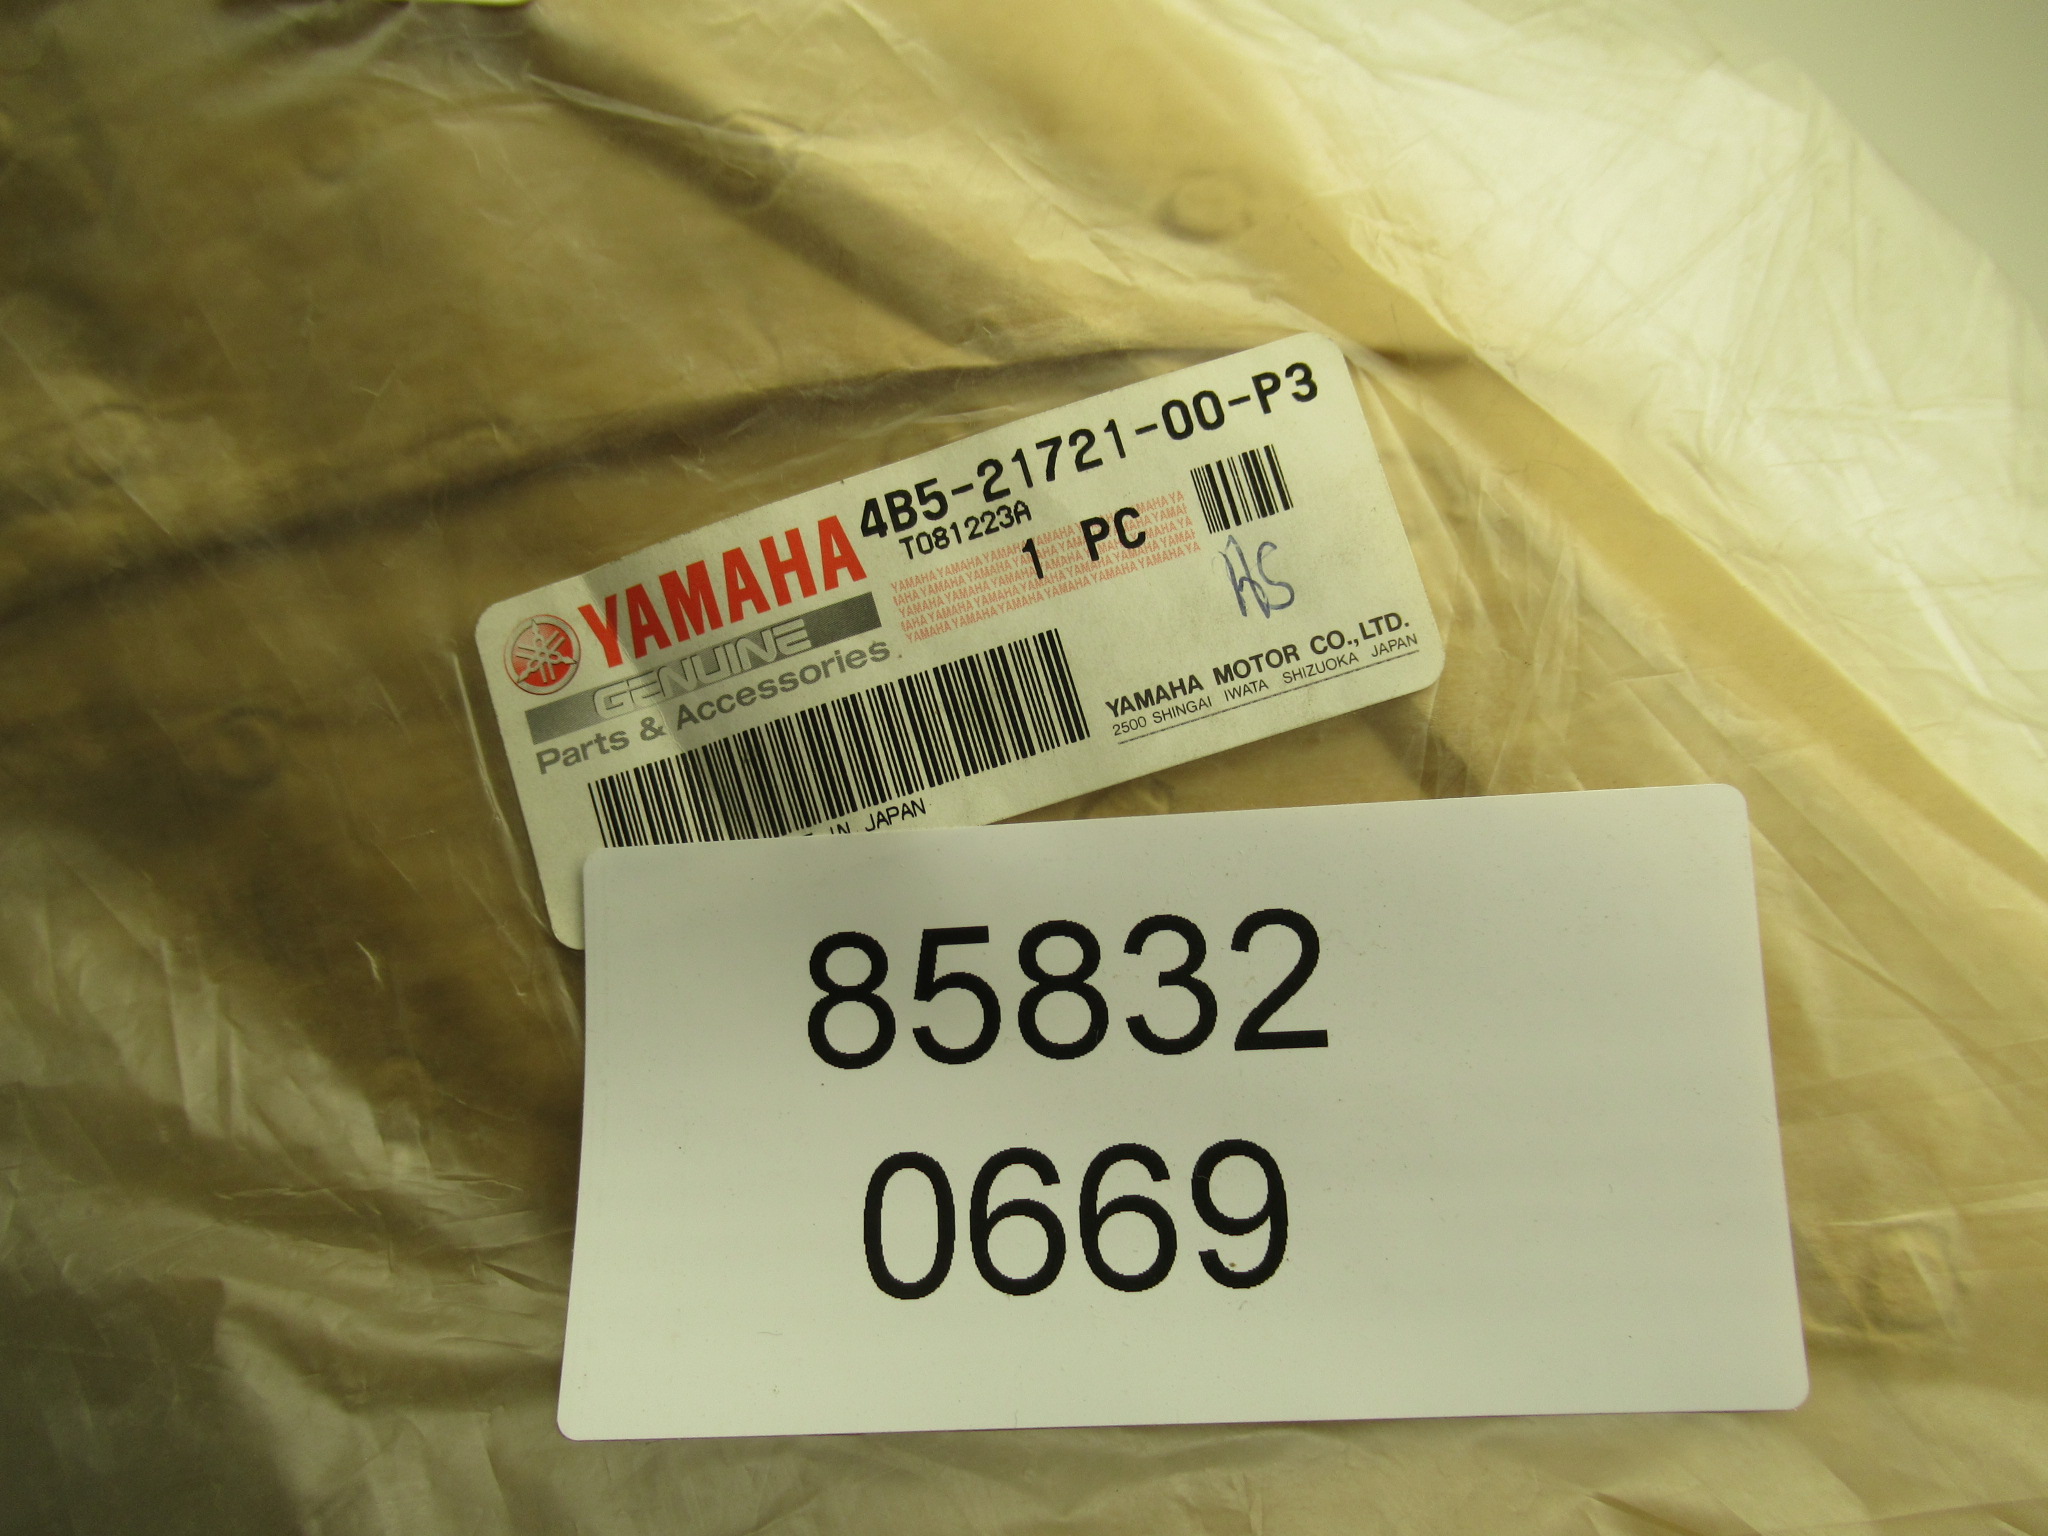 4B5-21721-00-P3
T081223A
1 PC
YAMAHA
GENUINE
Parts & Accessories
YAMAHA MOTOR CO., LTD.
2500 SHINGAI IWATA SHIZUOKA JAPAN
IN JAPAN
85832
0669